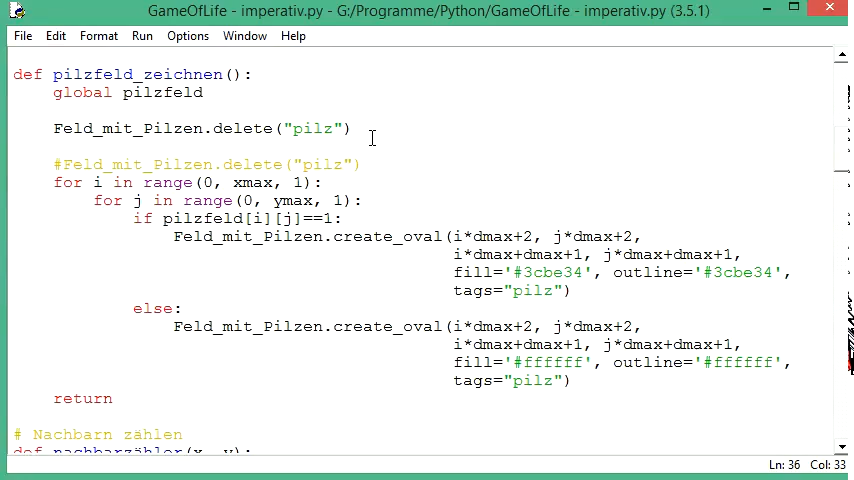 GameOfLife - imperativ.py - G:/Programme/Python/GameOfLife - imperativ.py (3.5.1)
File Edit Format Run Options Window Help
def pilzfeld_zeichnen():
    global pilzfeld
    Feld_mit_Pilzen.delete("pilz")
    #Feld_mit_Pilzen.delete("pilz")
    for i in range(0, xmax, 1):
        for j in range(0, ymax, 1):
            if pilzfeld[i][j]==1:
                Feld_mit_Pilzen.create_oval(i*dmax+2, j*dmax+2,
                                            i*dmax+dmax+1, j*dmax+dmax+1,
                                            fill='#3cbe34', outline='#3cbe34',
                                            tags="pilz")
            else:
                Feld_mit_Pilzen.create_oval(i*dmax+2, j*dmax+2,
                                            i*dmax+dmax+1, j*dmax+dmax+1,
                                            fill='#ffffff', outline='#ffffff',
                                            tags="pilz")
    return
# Nachbarn zählen
def nachbarzähler(x, y):
Ln: 36 Col: 33